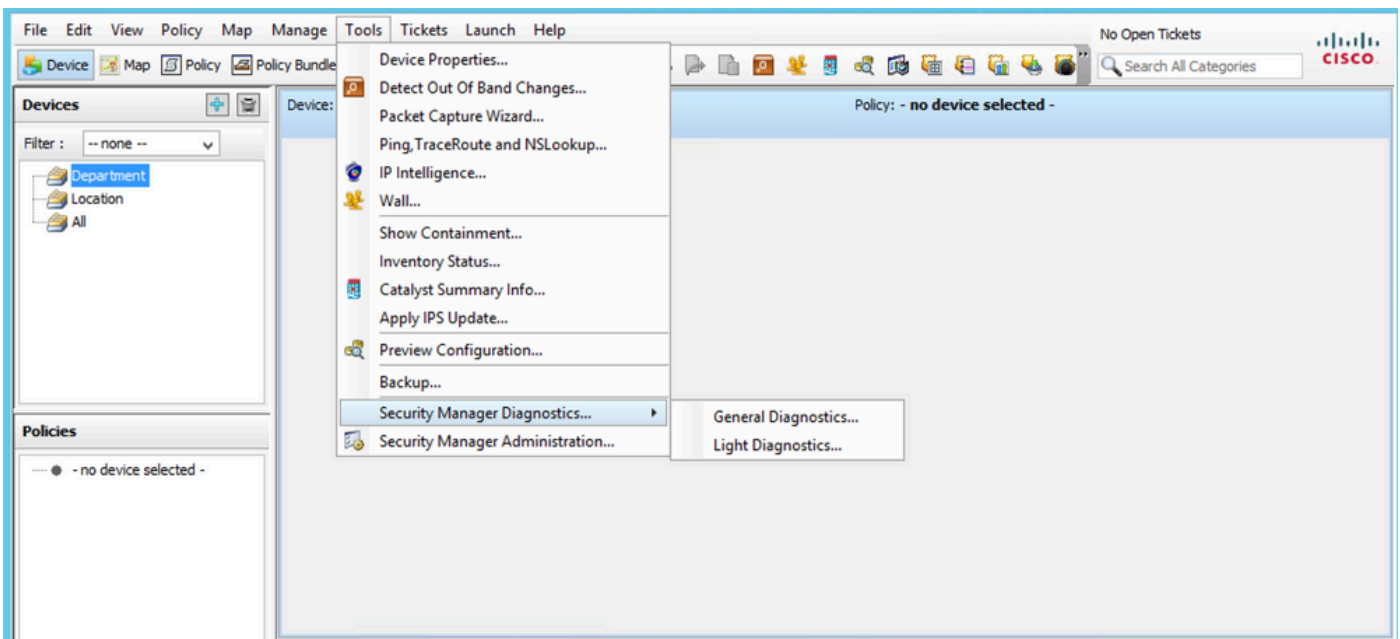 File Edit View Policy Map Manage Tools Tickets Launch Help
No Open Tickets
CISCO
Device Map Policy Policy Bundle
Search All Categories
Devices
Filter : -- none --
Department
Location
All
Policies
- no device selected -
Device:
Policy: - no device selected -
Device Properties...
Detect Out Of Band Changes...
Packet Capture Wizard...
Ping,TraceRoute and NSLookup...
IP Intelligence...
Wall...
Show Containment...
Inventory Status...
Catalyst Summary Info...
Apply IPS Update...
Preview Configuration...
Backup...
Security Manager Diagnostics...
Security Manager Administration...
General Diagnostics...
Light Diagnostics...